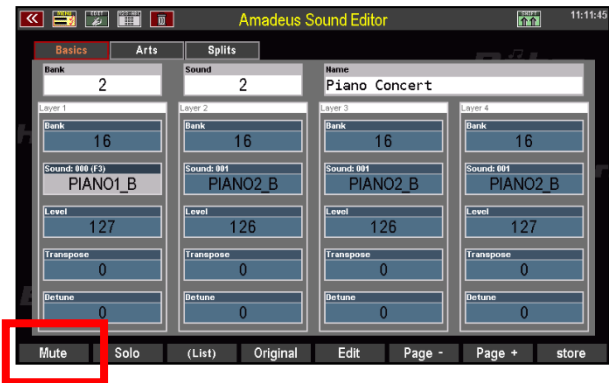 Amadeus Sound Editor
11:11:45
Basics Arts Splits
Bank Sound Name
2 2 Piano Concert
Layer 1 Layer 2 Layer 3 Layer 4
Bank Bank Bank Bank
16 16 16 16
Sound: 000 (F3) Sound: 001 Sound: 001 Sound: 001
PIANO1_B PIANO2_B PIANO2_B PIANO2_B
Level Level Level Level
127 126 126 127
Transpose Transpose Transpose Transpose
0 0 0 0
Detune Detune Detune Detune
0 0 0 0
Mute Solo (List) Original Edit Page - Page + store